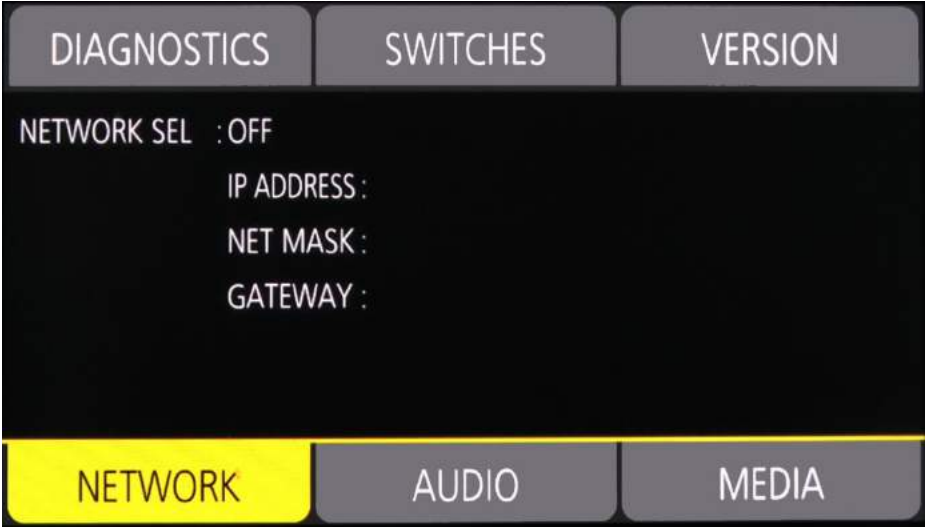 DIAGNOSTICS SWITCHES VERSION
NETWORK SEL : OFF
IP ADDRESS :
NET MASK :
GATEWAY :
NETWORK AUDIO MEDIA